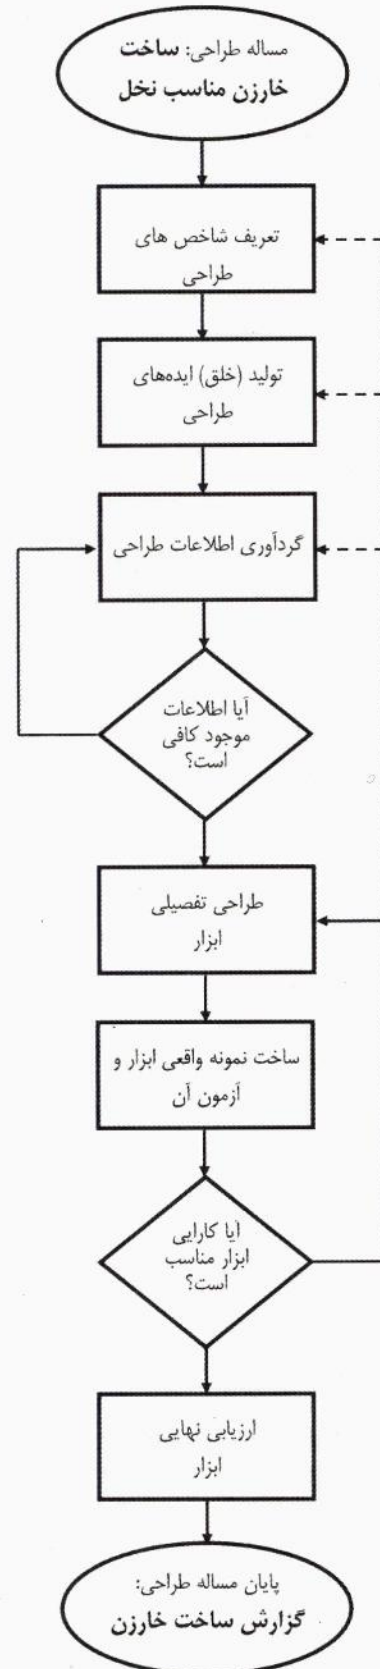 مساله طراحی: ساخت
خارزن مناسب نخل
تعریف شاخص های
طراحی
تولید (خلق) ایده‌های
طراحی
گردآوری اطلاعات طراحی
آیا اطلاعات
موجود کافی
است؟
طراحی تفصیلی
ابزار
ساخت نمونه واقعی ابزار و
آزمون آن
آیا کارایی
ابزار مناسب
است؟
ارزیابی نهایی
ابزار
پایان مساله طراحی:
گزارش ساخت خارزن